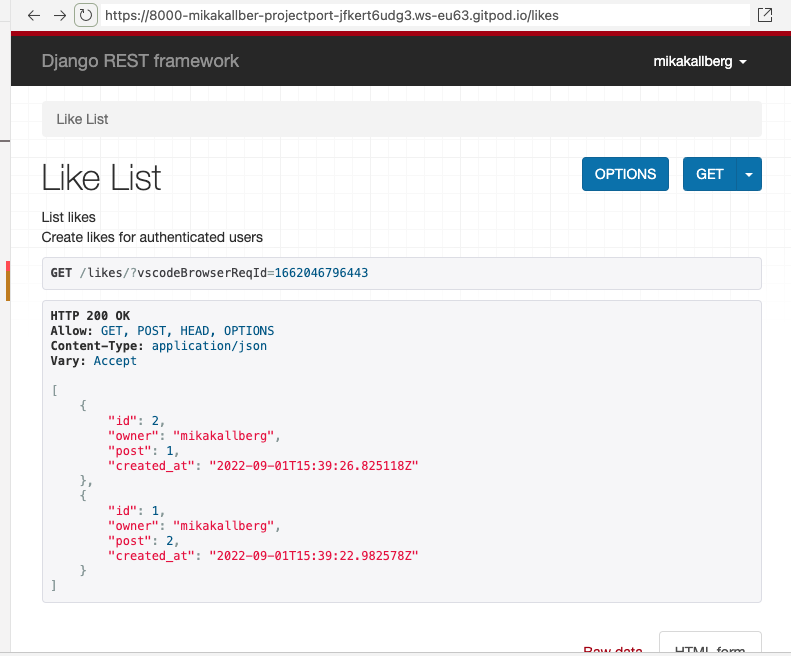 https://8000-mikakallber-projectport-jfkert6udg3.ws-eu63.gitpod.io/likes
Django REST framework
mikakallberg
Like List
Like List
OPTIONS
GET
List likes
Create likes for authenticated users
GET /likes/?vscodeBrowserReqId=1662046796443
HTTP 200 OK
Allow: GET, POST, HEAD, OPTIONS
Content-Type: application/json
Vary: Accept
[
    {
        "id": 2,
        "owner": "mikakallberg",
        "post": 1,
        "created_at": "2022-09-01T15:39:26.825118Z"
    },
    {
        "id": 1,
        "owner": "mikakallberg",
        "post": 2,
        "created_at": "2022-09-01T15:39:22.982578Z"
    }
]
Raw data
HTML form